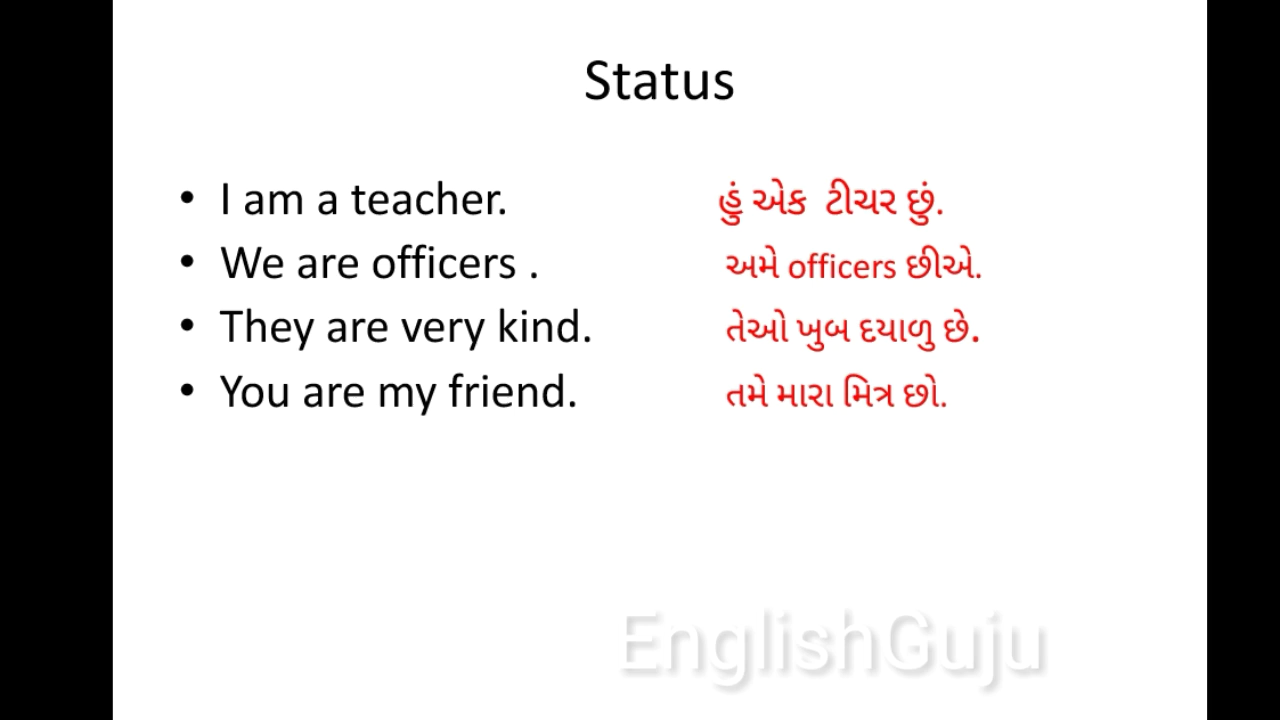 Status
• I am a teacher. હું એક ટીચર છું.
• We are officers . અમે officers છીએ.
• They are very kind. તેઓ ખુબ દયાળુ છે.
• You are my friend. તમે મારા મિત્ર છો.
EnglishGuju